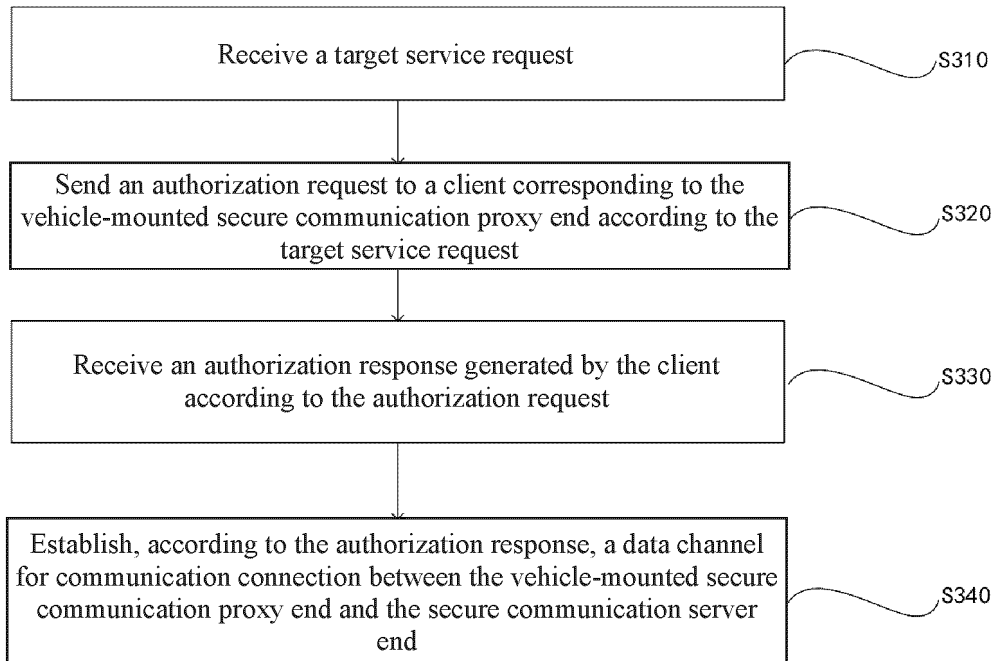 Receive a target service request
S310
Send an authorization request to a client corresponding to the
vehicle-mounted secure communication proxy end according to the
target service request
S320
Receive an authorization response generated by the client
according to the authorization request
S330
Establish, according to the authorization response, a data channel
for communication connection between the vehicle-mounted secure
communication proxy end and the secure communication server
end
S340